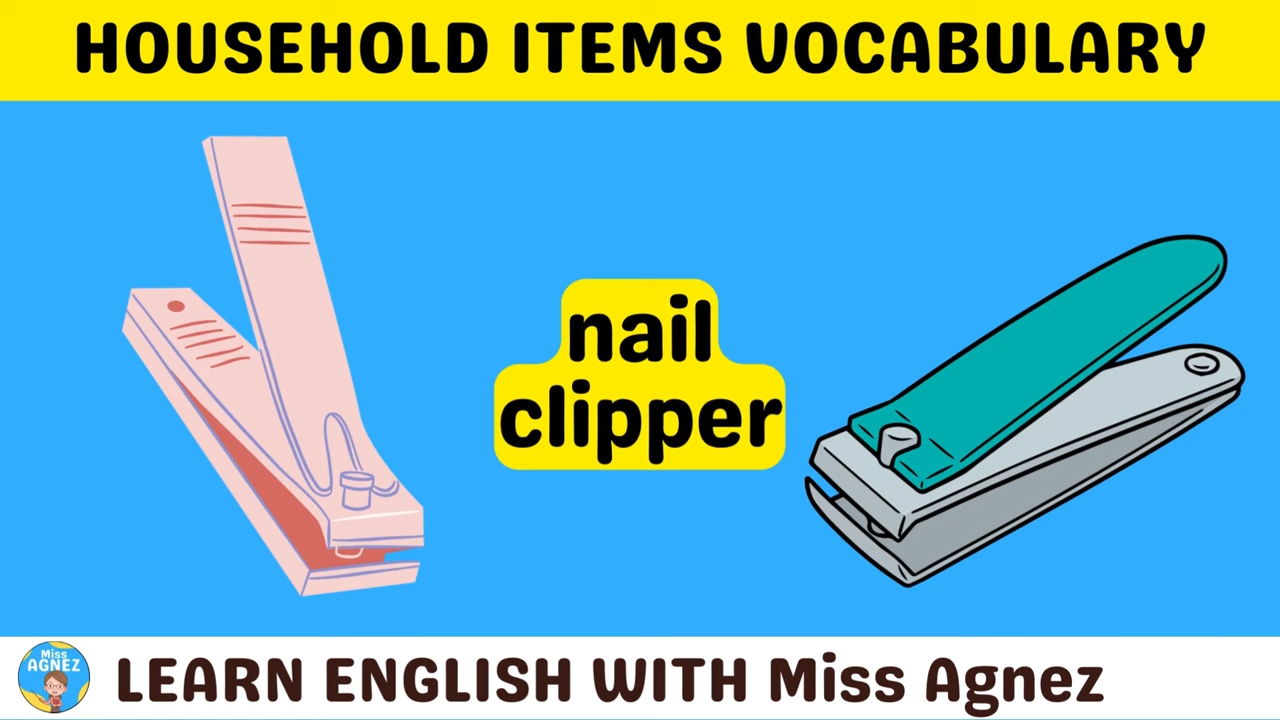 HOUSEHOLD ITEMS VOCABULARY
nail
clipper
Miss
AGNEZ
LEARN ENGLISH WITH Miss Agnez